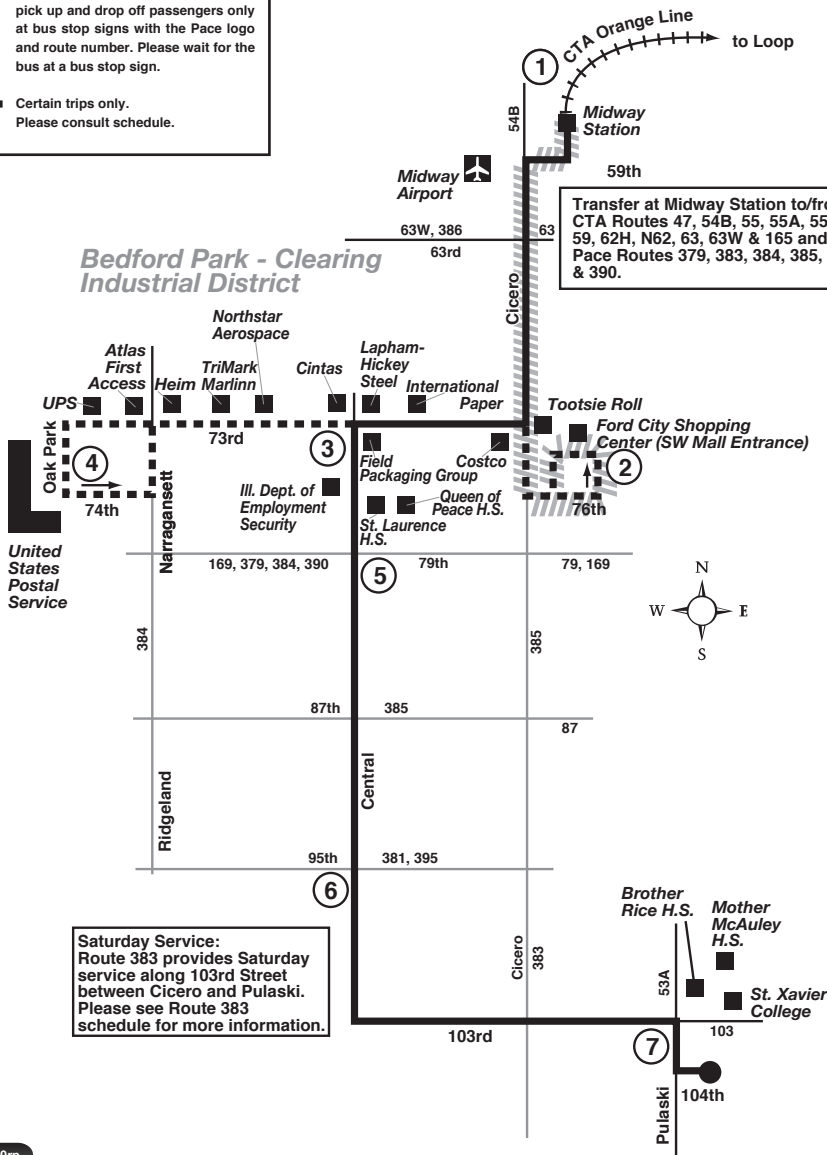 pick up and drop off passengers only
at bus stop signs with the Pace logo
and route number. Please wait for the
bus at a bus stop sign.
Certain trips only.
Please consult schedule.
1
CTA Orange Line
to Loop
54B
Midway
Station
Midway
Airport
59th
Transfer at Midway Station to/
CTA Routes 47, 54B, 55, 55A,
59, 62H, N62, 63, 63W & 165 and
Pace Routes 379, 383, 384, 385,
& 390.
63W, 386
63
63rd
Bedford Park - Clearing
Industrial District
Cicero
Northstar
Aerospace
Atlas
First
Access
Heim
TriMark
Marlinn
Cintas
Lapham-
Hickey
Steel
International
Paper
UPS
Tootsie Roll
Ford City Shopping
Center (SW Mall Entrance)
73rd
3
Oak Park
4
Field
Packaging Group
Costco
2
74th
Narragansett
Ill. Dept. of
Employment
Security
Queen of
Peace H.S.
St. Laurence
H.S.
76th
United
States
Postal
Service
169, 379, 384, 390
79th
79, 169
5
N
W
E
S
384
385
87th
385
87
Ridgeland
Central
95th
381, 395
6
Brother
Rice H.S.
Mother
McAuley
H.S.
Saturday Service:
Route 383 provides Saturday
service along 103rd Street
between Cicero and Pulaski.
Please see Route 383
schedule for more information.
Cicero
383
53A
St. Xavier
College
103rd
103
7
104th
Pulaski